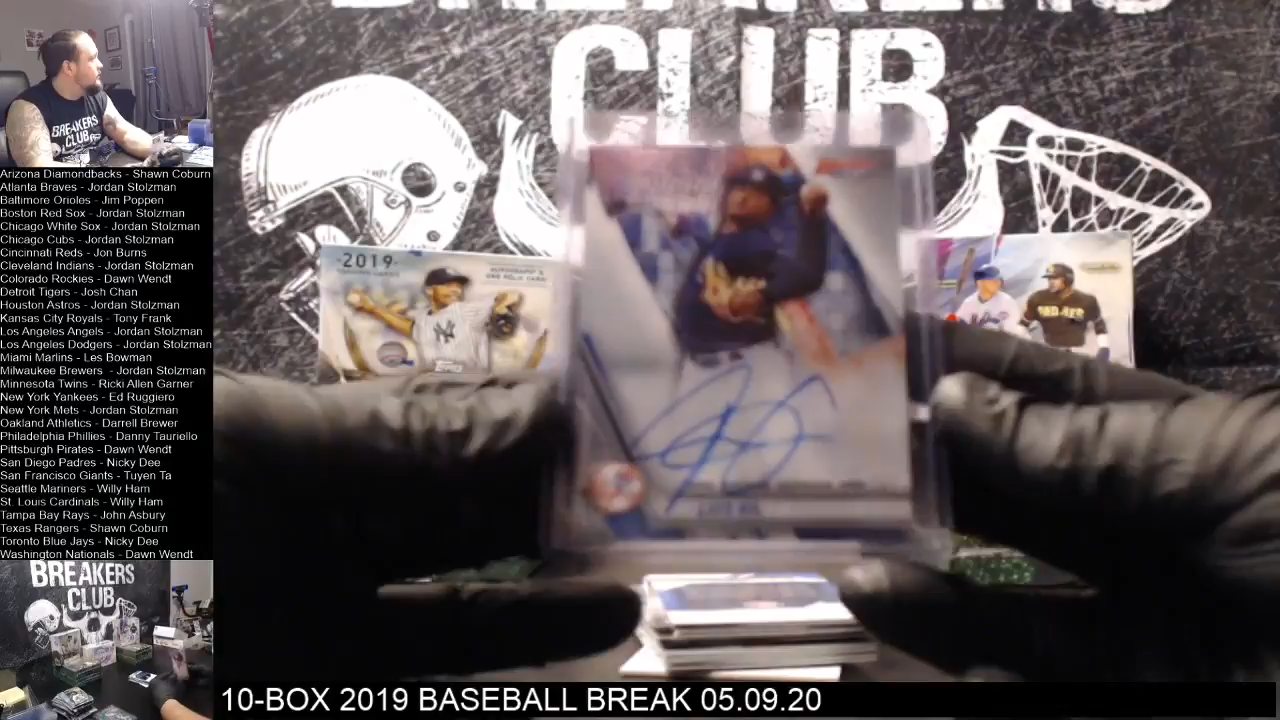 BREAKERS
CLUB
BREAKERS
CLUB
-2019-
Topps
Arizona Diamondbacks - Shawn Coburn
Atlanta Braves - Jordan Stolzman
Baltimore Orioles - Jim Poppen
Boston Red Sox - Jordan Stolzman
Chicago White Sox - Jordan Stolzman
Chicago Cubs - Jordan Stolzman
Cincinnati Reds - Jon Burns
Cleveland Indians - Jordan Stolzman
Colorado Rockies - Dawn Wendt
Detroit Tigers - Josh Chan
Houston Astros - Jordan Stolzman
Kansas City Royals - Tony Frank
Los Angeles Angels - Jordan Stolzman
Los Angeles Dodgers - Jordan Stolzman
Miami Marlins - Les Bowman
Milwaukee Brewers - Jordan Stolzman
Minnesota Twins - Ricki Allen Garner
New York Yankees - Ed Ruggiero
New York Mets - Jordan Stolzman
Oakland Athletics - Darrell Brewer
Philadelphia Phillies - Danny Tauriello
Pittsburgh Pirates - Dawn Wendt
San Diego Padres - Nicky Dee
San Francisco Giants - Tuyen Ta
Seattle Mariners - Willy Ham
St. Louis Cardinals - Willy Ham
Tampa Bay Rays - John Asbury
Texas Rangers - Shawn Coburn
Toronto Blue Jays - Nicky Dee
Washington Nationals - Dawn Wendt
BREAKERS
CLUB
10-BOX 2019 BASEBALL BREAK 05.09.20